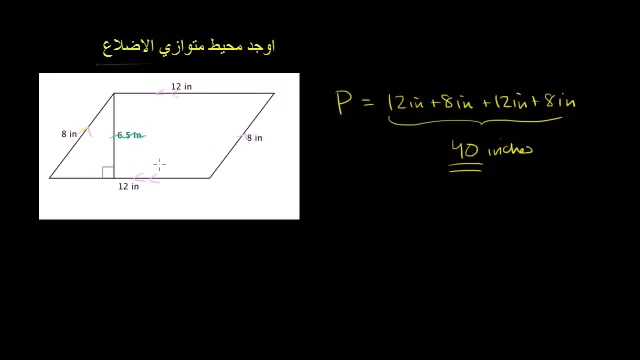 اوجد محيط متوازي الاضلاع
12 in
8 in
6.5 in
8 in
12 in
P = 12in + 8in + 12in + 8in
40 inches